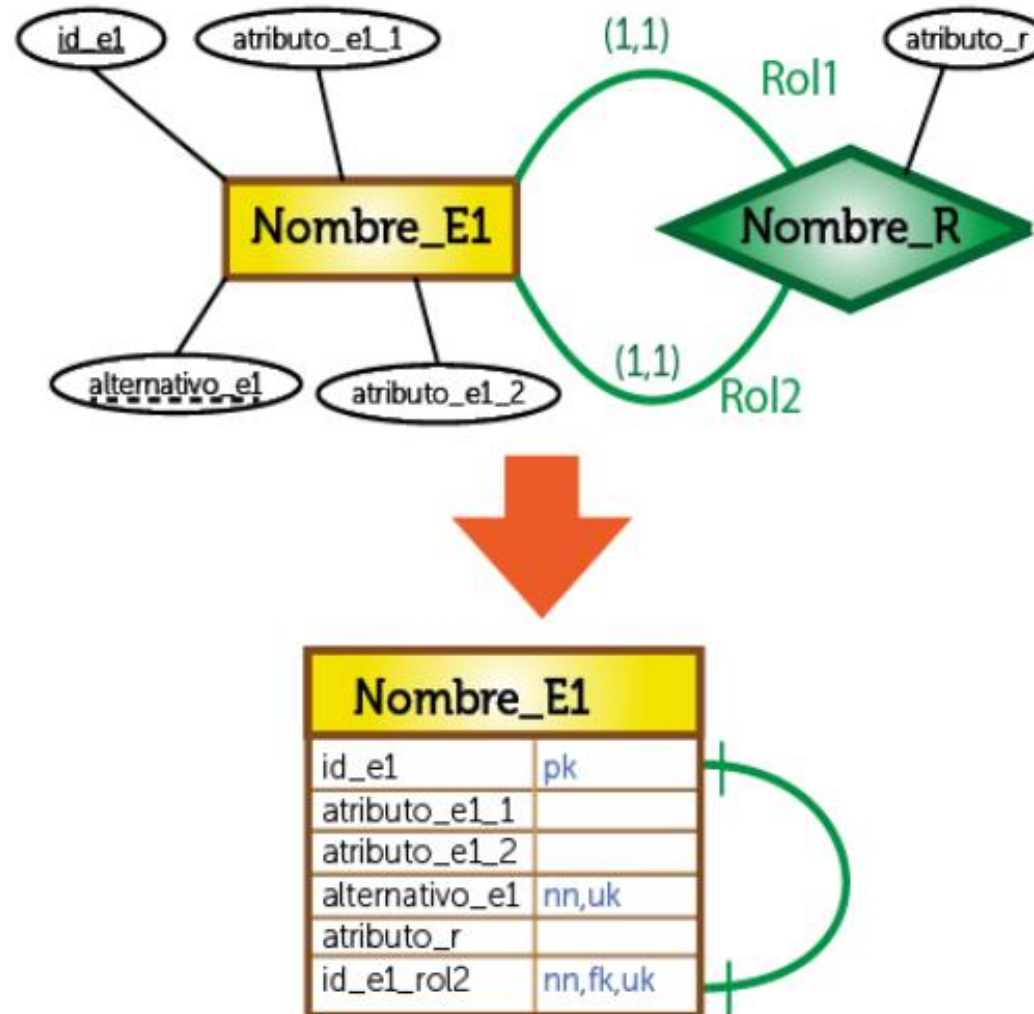 id_e1
atributo_e1_1
(1,1)
Rol1
atributo_r
Nombre_E1
Nombre_R
alternativo_e1
atributo_e1_2
(1,1)
Rol2
Nombre_E1
id_e1 pk
atributo_e1_1
atributo_e1_2
alternativo_e1 nn,uk
atributo_r
id_e1_rol2 nn,fk,uk